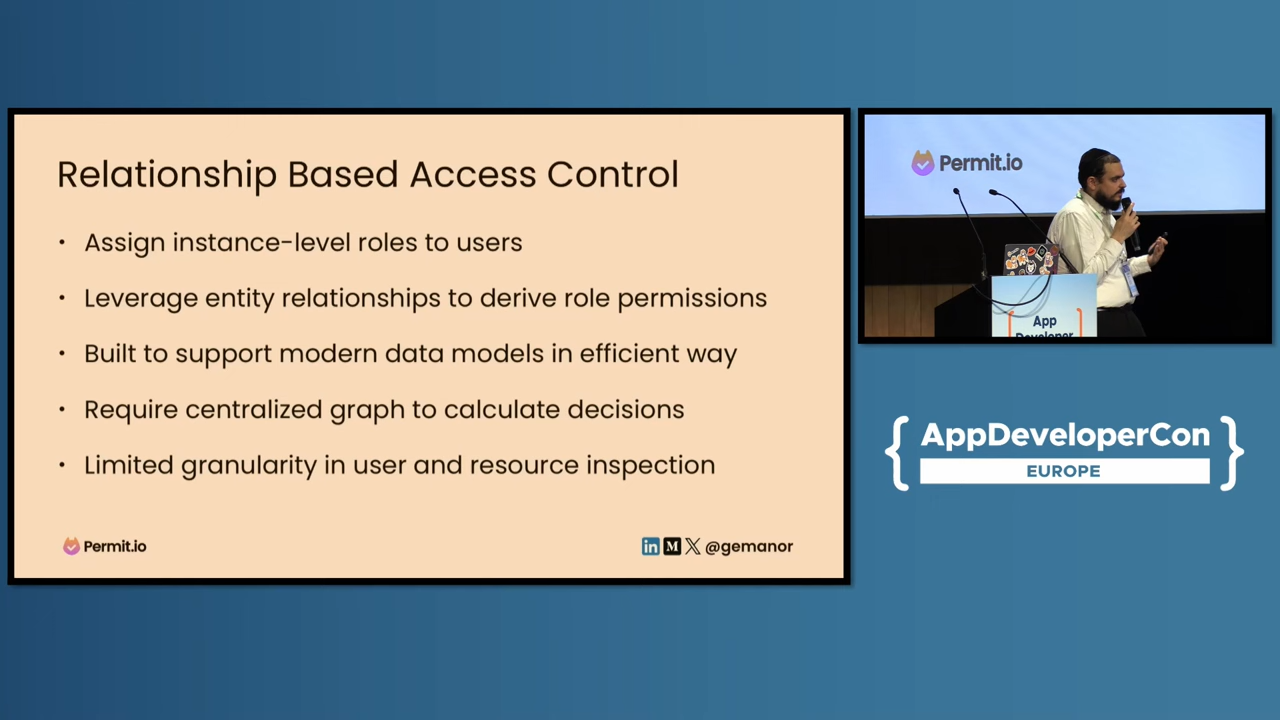 Relationship Based Access Control
• Assign instance-level roles to users
• Leverage entity relationships to derive role permissions
• Built to support modern data models in efficient way
• Require centralized graph to calculate decisions
• Limited granularity in user and resource inspection
Permit.io
in M X @gemanor
Permit.io
App
Developer
{ AppDeveloperCon }
EUROPE